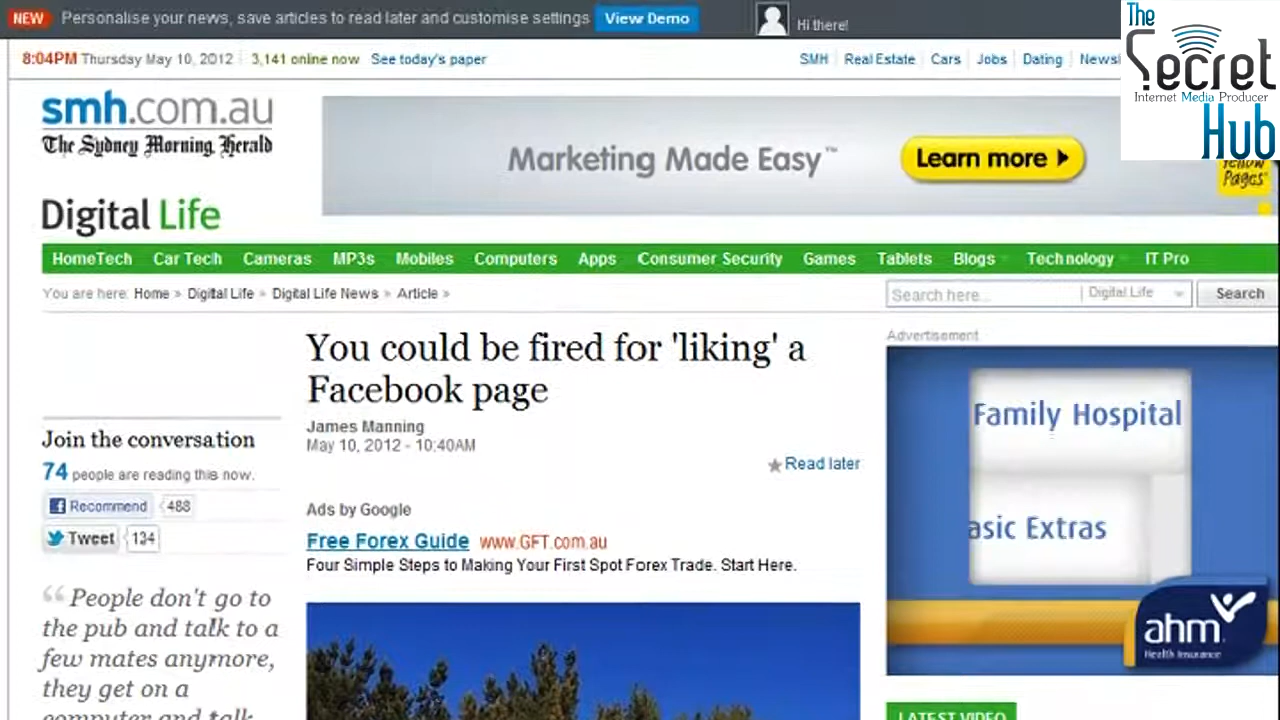 NEW Personalise your news, save articles to read later and customise settings View Demo Hi there!
The Secret
Internet Media Producer
Hub
8:04PM Thursday May 10, 2012 3,141 online now See today's paper SMH Real Estate Cars Jobs Dating
smh.com.au
The Sydney Morning Herald
Marketing Made Easy™ Learn more
Yellow
Pages
Digital Life
HomeTech Car Tech Cameras MP3s Mobiles Computers Apps Consumer Security Games Tablets Blogs Technology IT Pro
You are here: Home » Digital Life » Digital Life News » Article »
Search here... Digital Life Search
You could be fired for 'liking' a
Facebook page
James Manning
May 10, 2012 - 10:40AM
Read later
Join the conversation
74 people are reading this now.
Recommend 488
Tweet 134
“People don't go to
the pub and talk to a
few mates anymore,
they get on a
computer and talk
Ads by Google
Free Forex Guide www.GFT.com.au
Four Simple Steps to Making Your First Spot Forex Trade. Start Here.
Advertisement
Family Hospital
asic Extras
ahm
Health Insurance
LATEST VIDEO